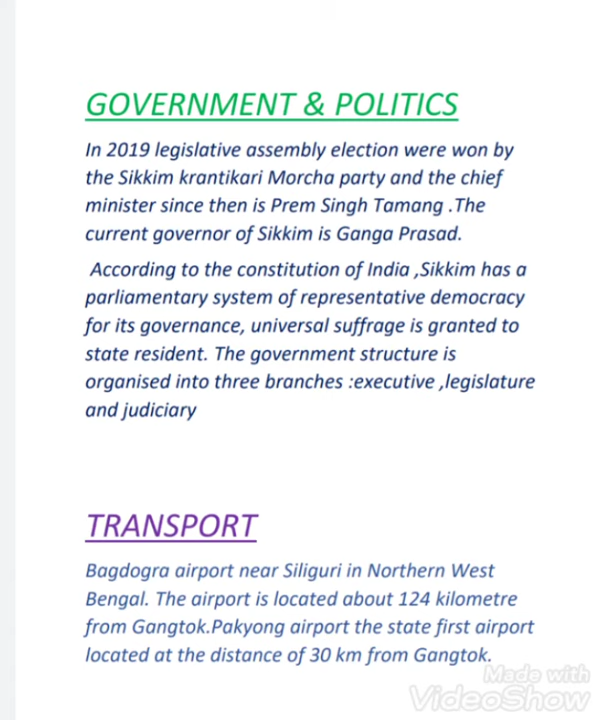 GOVERNMENT & POLITICS
In 2019 legislative assembly election were won by
the Sikkim krantikari Morcha party and the chief
minister since then is Prem Singh Tamang .The
current governor of Sikkim is Ganga Prasad.
According to the constitution of India ,Sikkim has a
parliamentary system of representative democracy
for its governance, universal suffrage is granted to
state resident. The government structure is
organised into three branches :executive ,legislature
and judiciary
TRANSPORT
Bagdogra airport near Siliguri in Northern West
Bengal. The airport is located about 124 kilometre
from Gangtok.Pakyong airport the state first airport
located at the distance of 30 km from Gangtok.
Made with
VideoShow